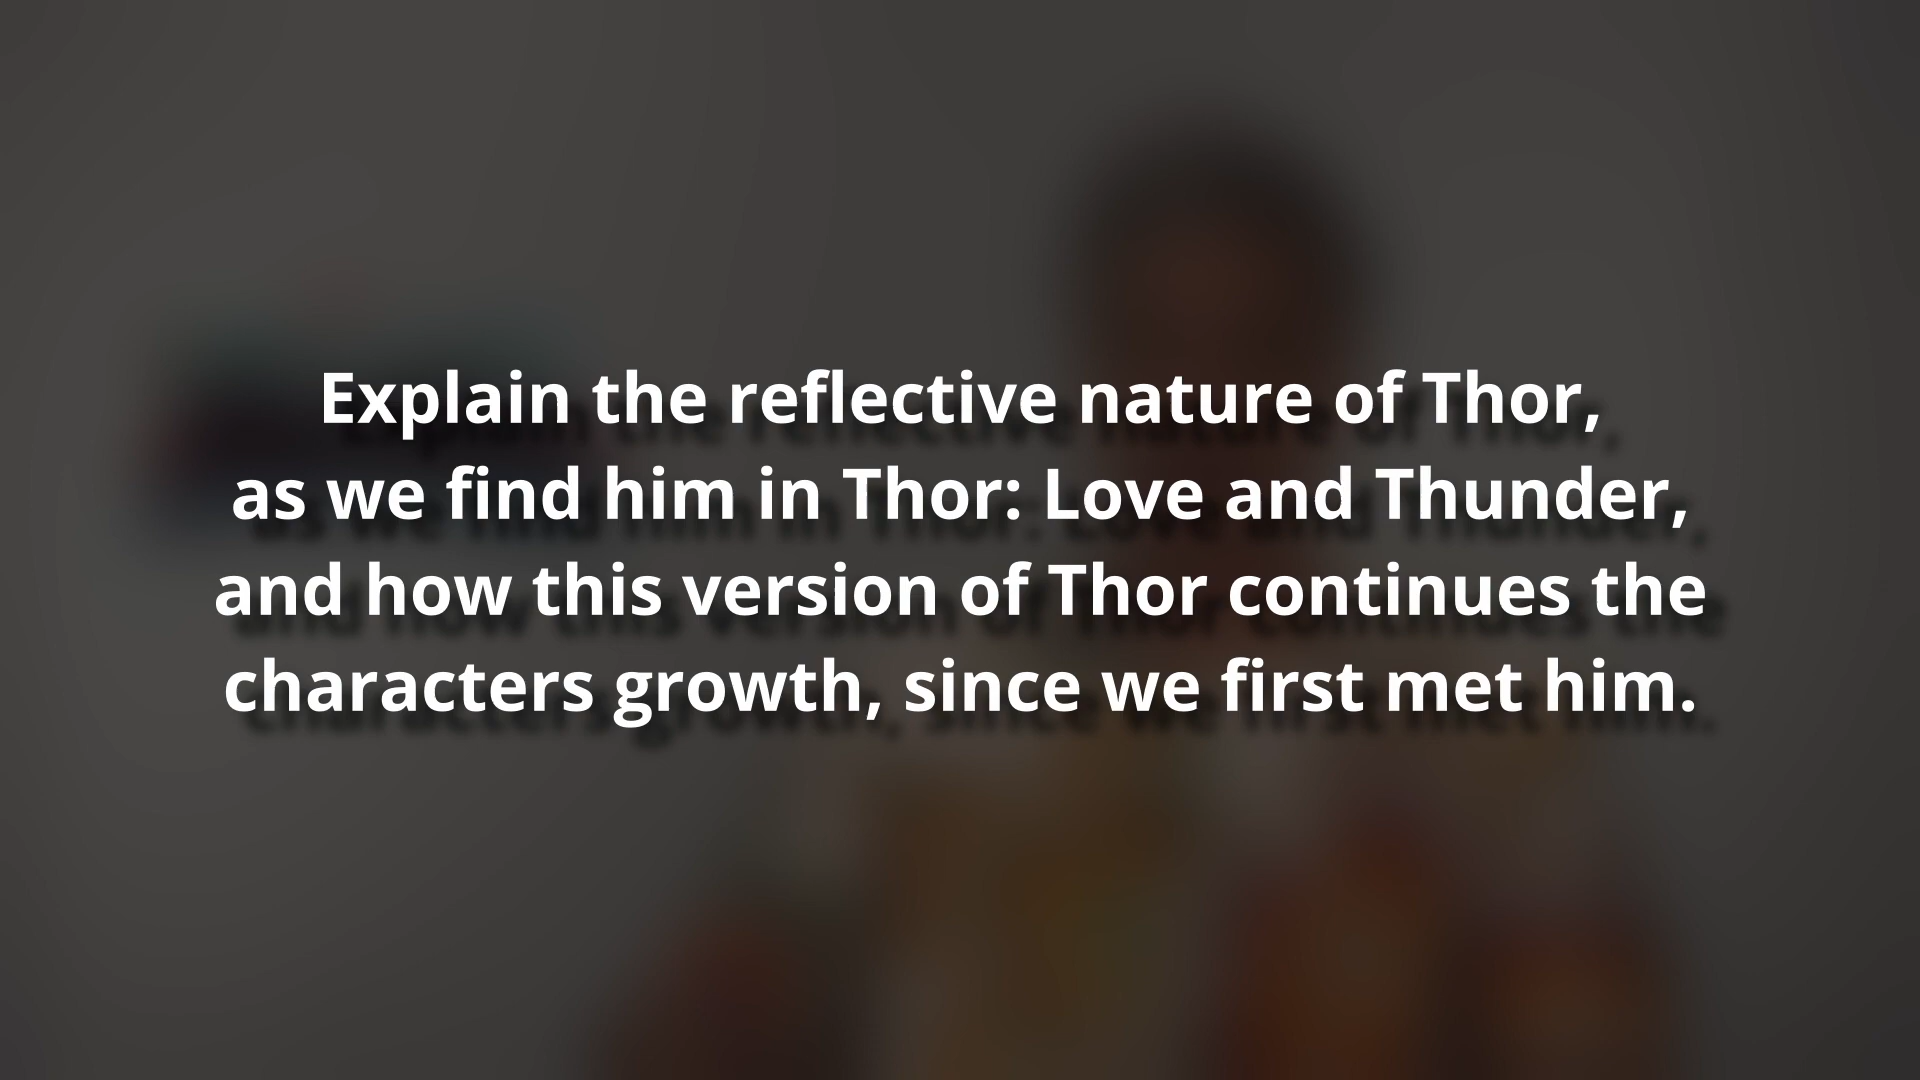 Explain the reflective nature of Thor,
as we find him in Thor: Love and Thunder,
and how this version of Thor continues the
characters growth, since we first met him.